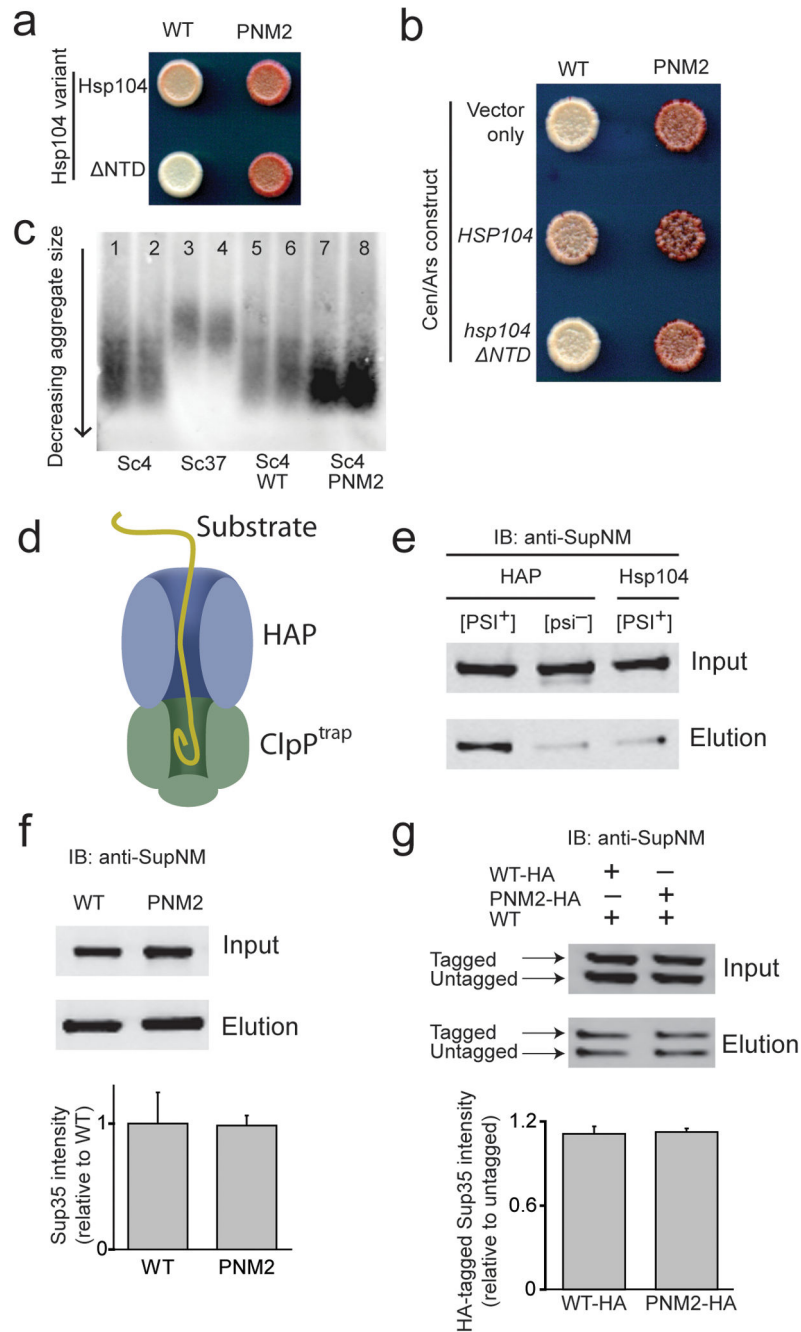 a
WT PNM2
Hsp104 variant
Hsp104
ΔNTD
b
WT PNM2
Cen/Ars construct
Vector
only
HSP104
hsp104
ΔNTD
c
Decreasing aggregate size
1 2 3 4 5 6 7 8
Sc4 Sc37 Sc4 Sc4
WT PNM2
d
Substrate
HAP
ClpPtrap
e
IB: anti-SupNM
HAP Hsp104
[PSI+] [psi–] [PSI+]
Input
Elution
f
IB: anti-SupNM
WT PNM2
Input
Elution
Sup35 intensity
(relative to WT)
1
0
WT PNM2
g
IB: anti-SupNM
WT-HA + –
PNM2-HA – +
WT + +
Tagged
Untagged
Input
Tagged
Untagged
Elution
HA-tagged Sup35 intensity
(relative to untagged)
1.2
0.6
0
WT-HA PNM2-HA